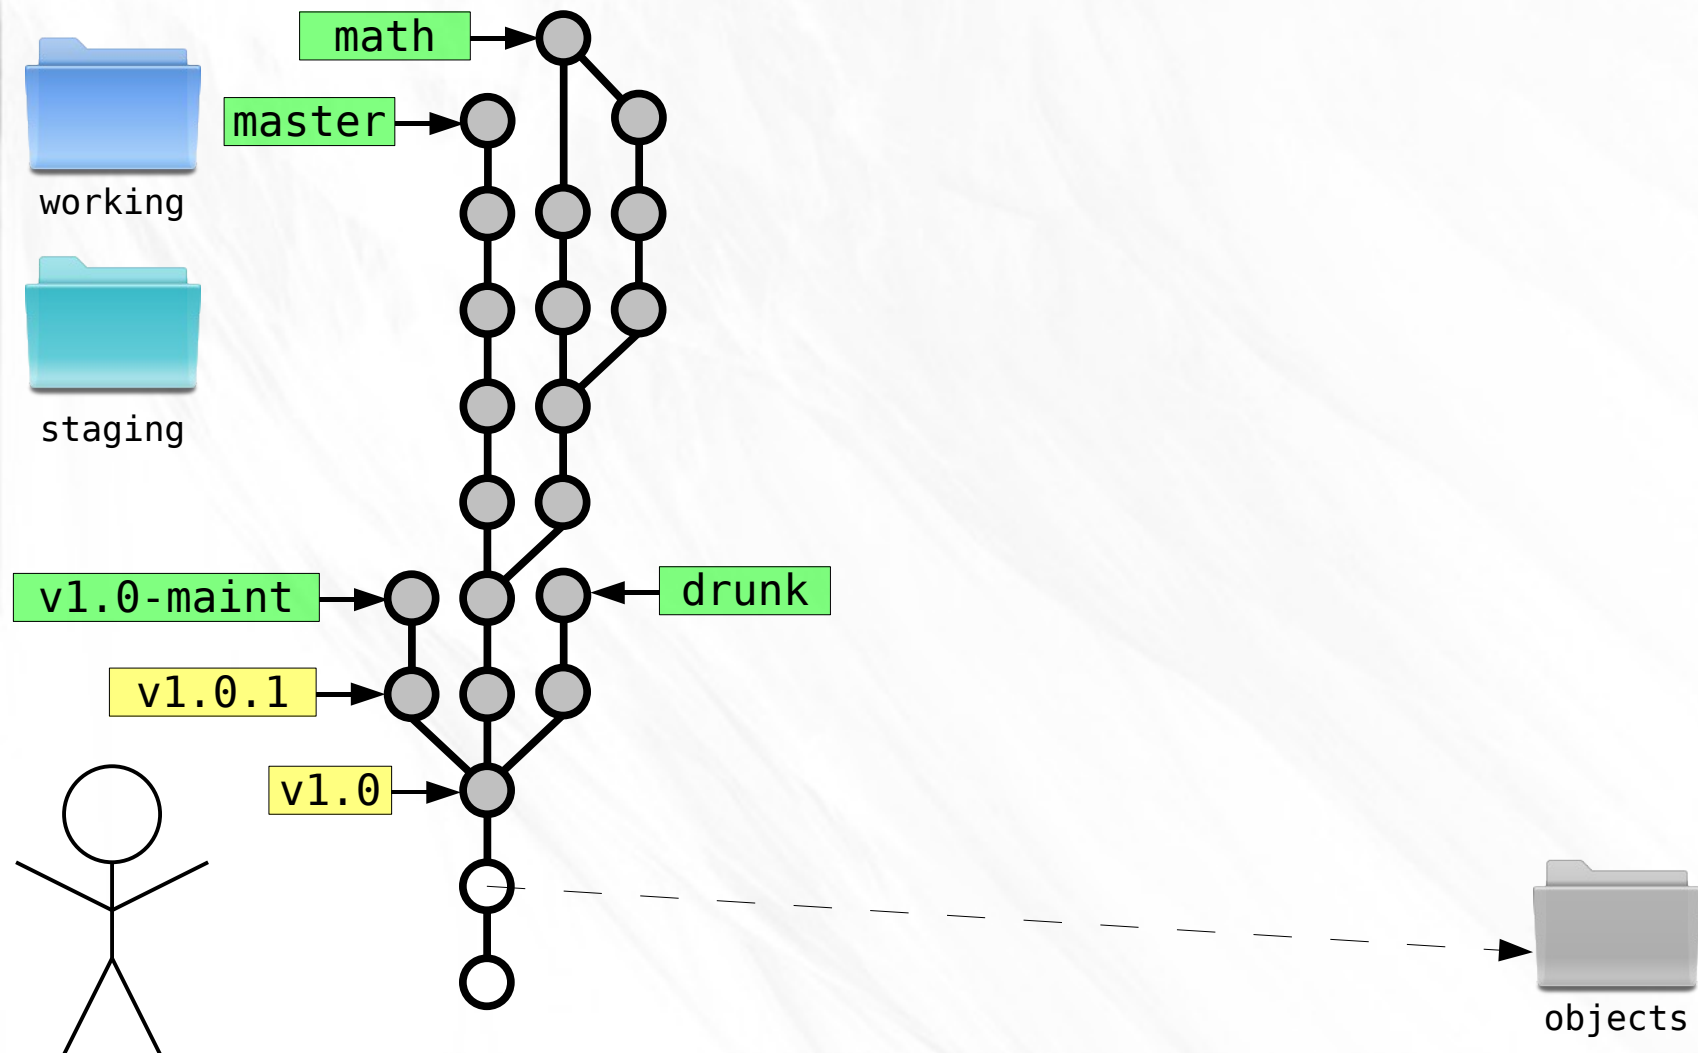 math
master
working
staging
v1.0-maint
drunk
v1.0.1
v1.0
objects